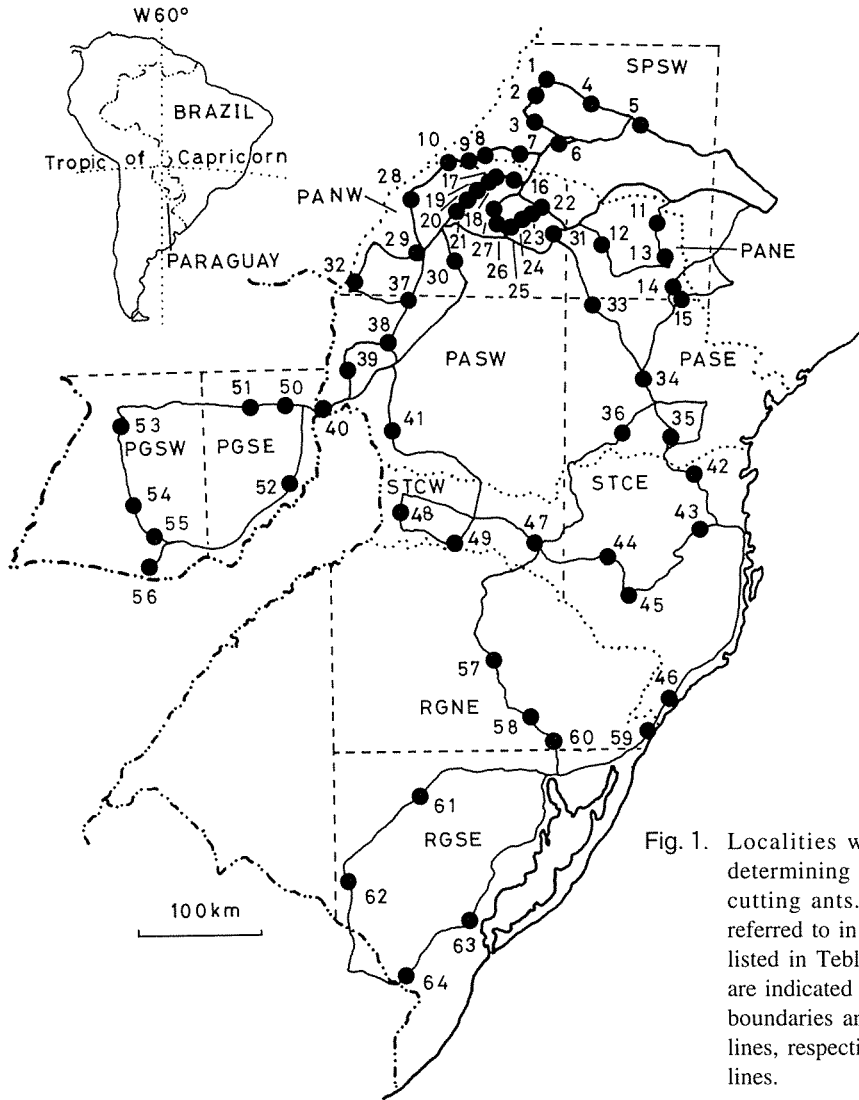 W60°
BRAZIL
Tropic of Capricorn
PARAGUAY
SPSW
1
2
3
4
5
6
7
8
9
10
28
17
16
PANW
19
20
18
22
11
12
13
PANE
27
23
31
21
26
24
25
29
30
32
14
15
37
33
38
PASW
PASE
39
34
51
50
36
35
53
PGSW
PGSE
40
41
42
52
STCW
STCE
54
48
47
43
55
49
44
56
45
57
46
RGNE
58
60
59
61
RGSE
62
63
64
100km
Fig. 1. Localities w
determining
cutting ants.
referred to in
listed in Tebl
are indicated
boundaries an
lines, respecti
lines.